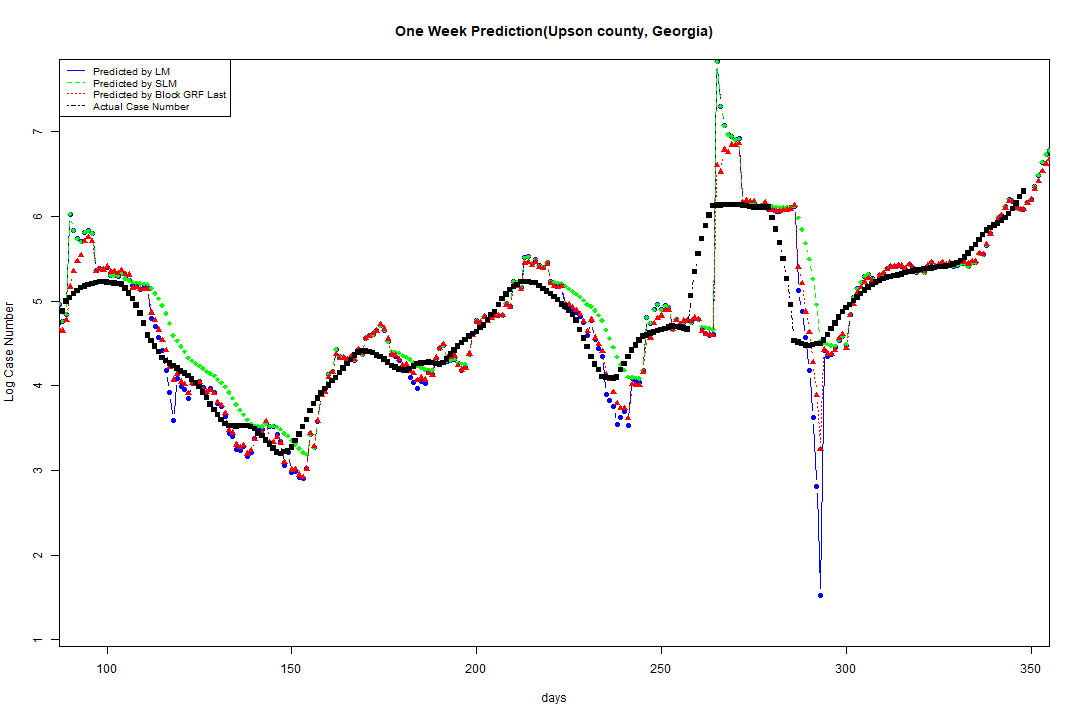 One Week Prediction(Upson county, Georgia)
Predicted by LM
Predicted by SLM
Predicted by Block GRF Last
Actual Case Number
7
6
5
4
3
2
1
Log Case Number
100 150 200 250 300 350
days